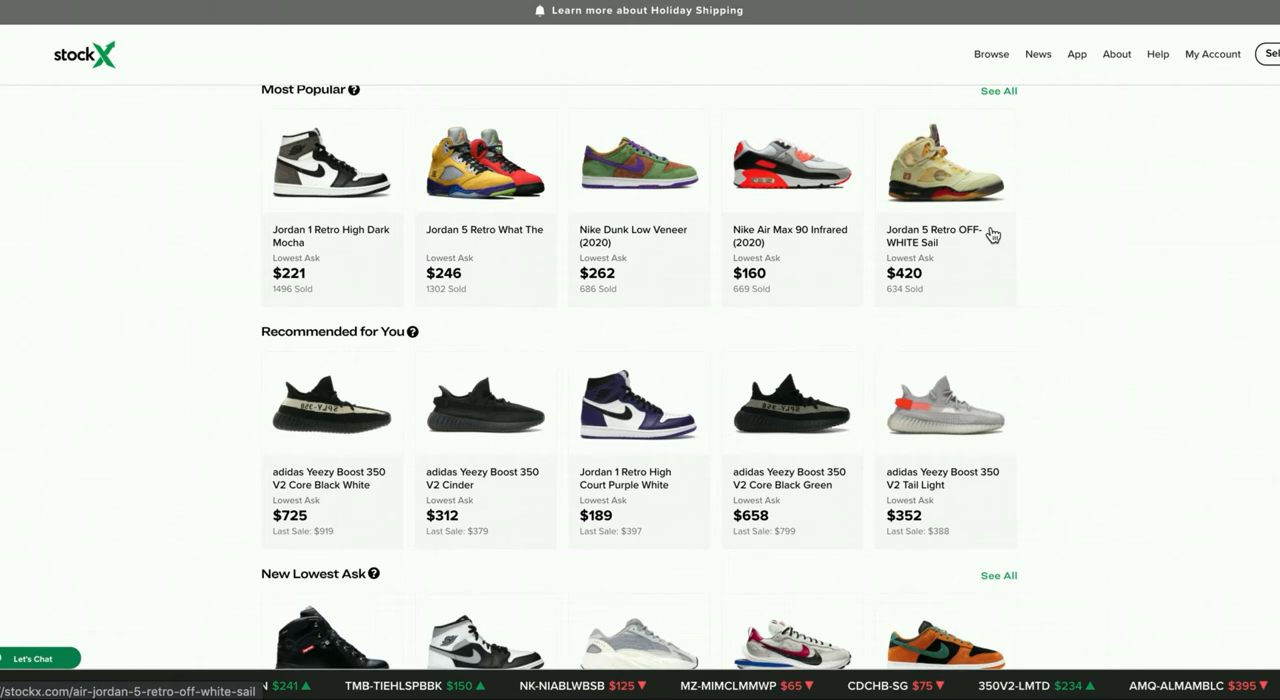 Learn more about Holiday Shipping
stockX
Browse News App About Help My Account Sel
Most Popular ?
See All
Jordan 1 Retro High Dark
Mocha
Lowest Ask
$221
1496 Sold
Jordan 5 Retro What The
Lowest Ask
$246
1302 Sold
Nike Dunk Low Veneer
(2020)
Lowest Ask
$262
686 Sold
Nike Air Max 90 Infrared
(2020)
Lowest Ask
$160
669 Sold
Jordan 5 Retro OFF-
WHITE Sail
Lowest Ask
$420
634 Sold
Recommended for You ?
adidas Yeezy Boost 350
V2 Core Black White
Lowest Ask
$725
Last Sale: $919
adidas Yeezy Boost 350
V2 Cinder
Lowest Ask
$312
Last Sale: $379
Jordan 1 Retro High
Court Purple White
Lowest Ask
$189
Last Sale: $397
adidas Yeezy Boost 350
V2 Core Black Green
Lowest Ask
$658
Last Sale: $799
adidas Yeezy Boost 350
V2 Tail Light
Lowest Ask
$352
Last Sale: $388
New Lowest Ask ?
See All
Let's Chat
N $241 TMB-TIEHLSPBBK $150 NK-NIABLWBSB $125 MZ-MIMCLMMWP $65 CDCHB-SG $75 350V2-LMTD $234 AMQ-ALMAMBLC $395
/stockx.com/air-jordan-5-retro-off-white-sail